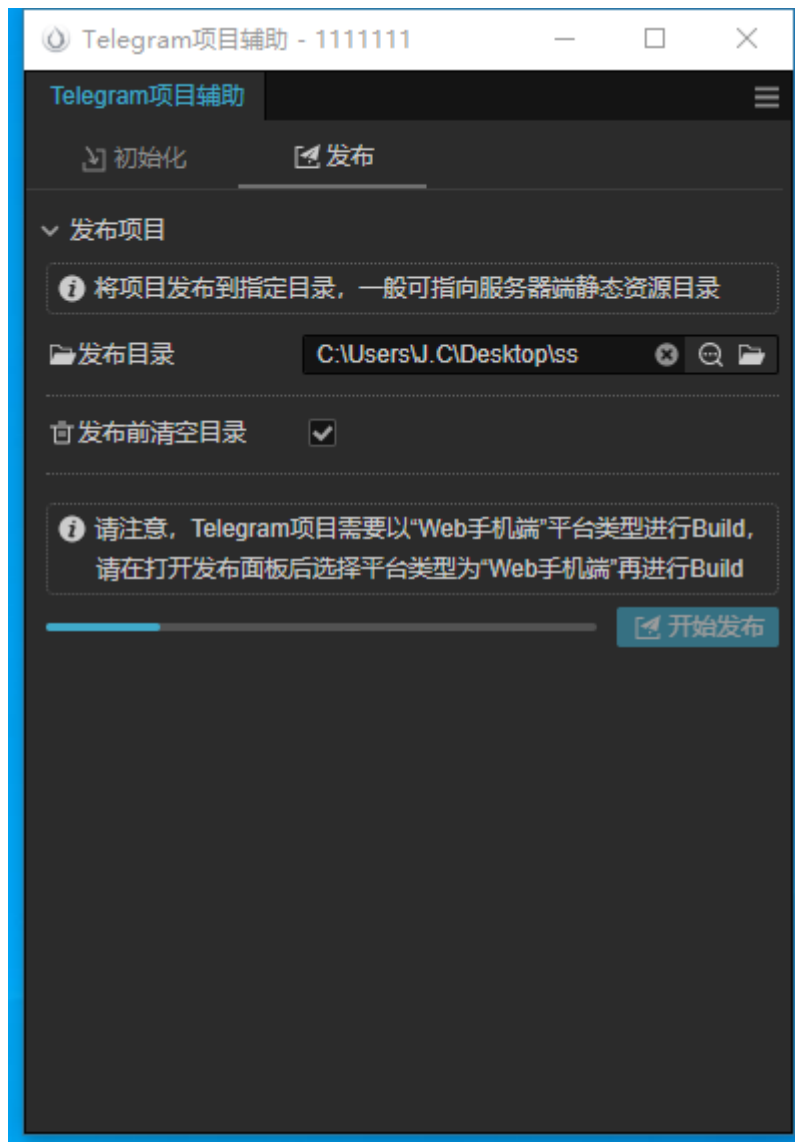 Telegram项目辅助 - 1111111
Telegram项目辅助
初始化
发布
发布项目
将项目发布到指定目录，一般可指向服务器端静态资源目录
发布目录
C:\Users\J.C\Desktop\ss
发布前清空目录
请注意，Telegram项目需要以“Web手机端”平台类型进行Build，
请在打开发布面板后选择平台类型为“Web手机端”再进行Build
开始发布